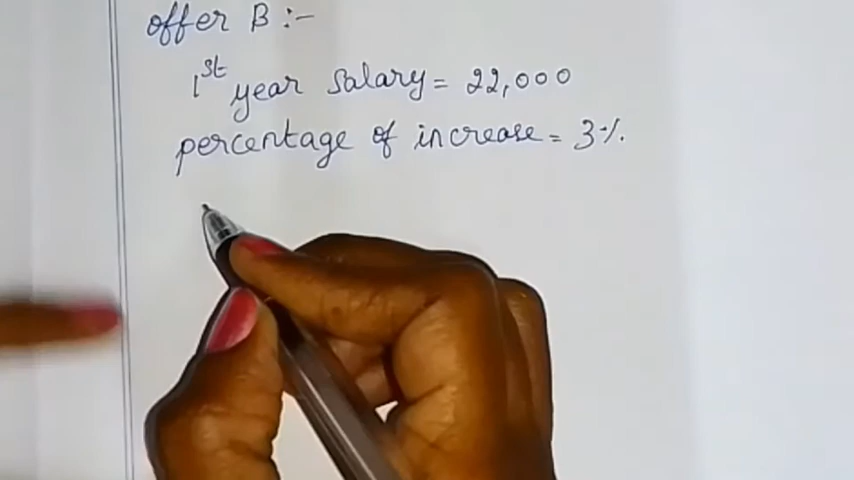 offer B :-
1st year salary = 22,000
percentage of increase = 3%.